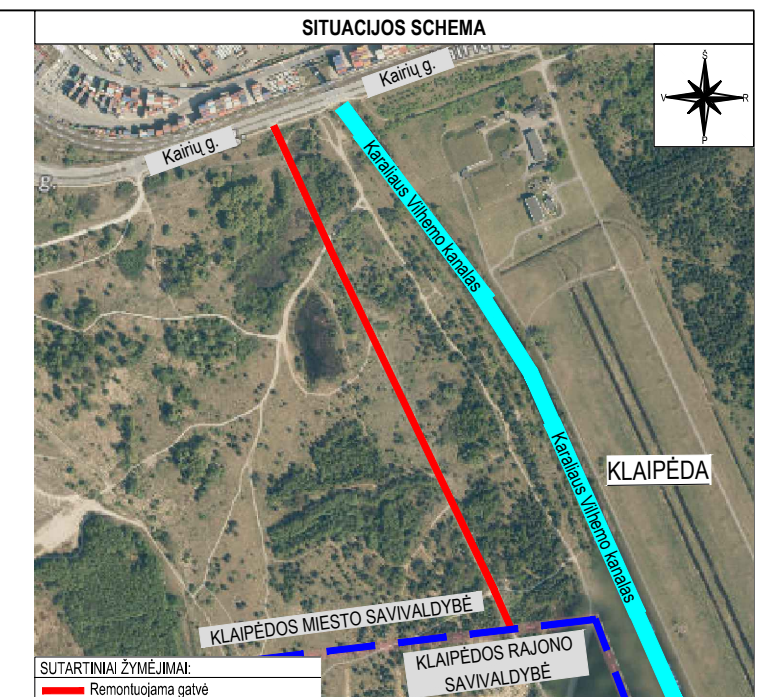 SITUACIJOS SCHEMA
Š
V
R
P
Kairių g.
Kairių g.
Karaliaus Vilhemo kanalas
Karaliaus Vilhemo kanalas
KLAIPĖDA
KLAIPĖDOS MIESTO SAVIVALDYBĖ
KLAIPĖDOS RAJONO
SAVIVALDYBĖ
SUTARTINIAI ŽYMĖJIMAI:
Remontuojama gatvė